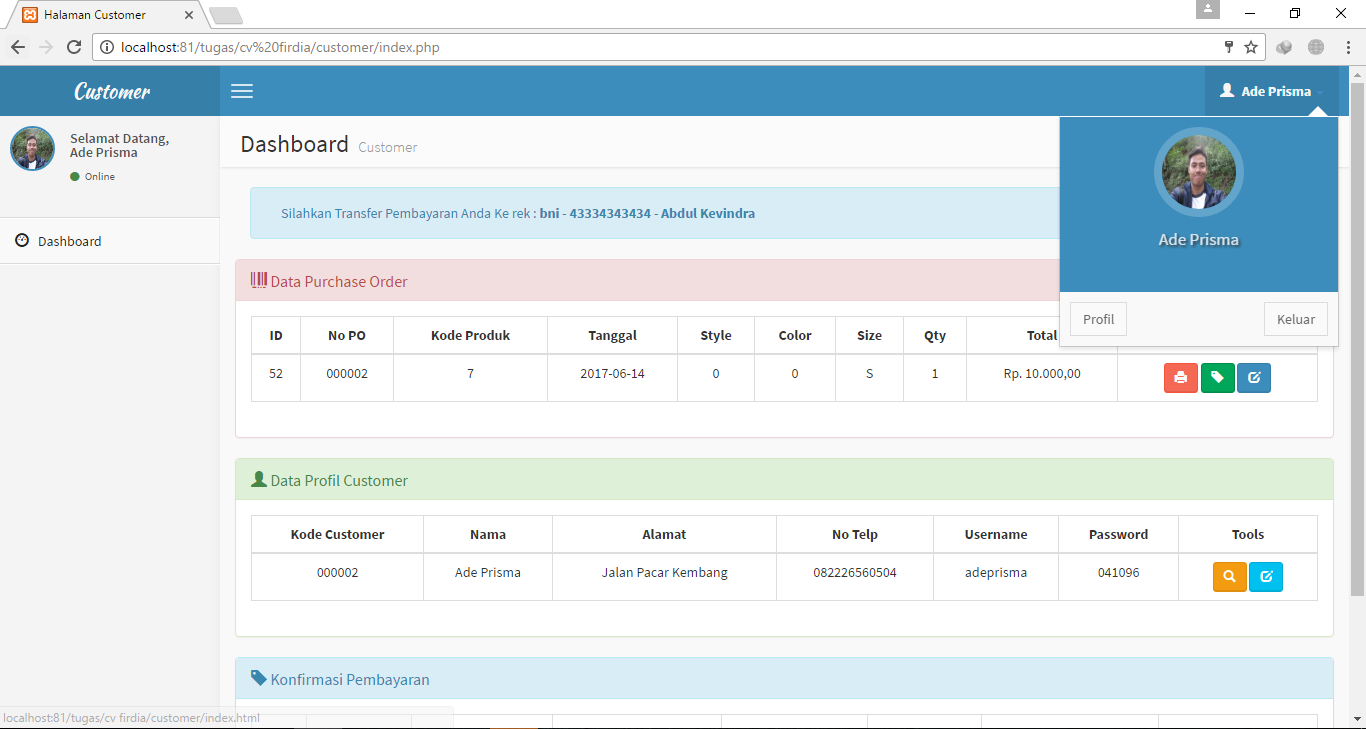 Halaman Customer
localhost:81/tugas/cv%20firdia/customer/index.php
Customer
Ade Prisma
Selamat Datang,
Ade Prisma
Online
Dashboard
Dashboard Customer
Silahkan Transfer Pembayaran Anda Ke rek : bni - 43334343434 - Abdul Kevindra
Ade Prisma
Profil Keluar
Data Purchase Order
ID No PO Kode Produk Tanggal Style Color Size Qty Total
52 000002 7 2017-06-14 0 0 S 1 Rp. 10.000,00
Data Profil Customer
Kode Customer Nama Alamat No Telp Username Password Tools
000002 Ade Prisma Jalan Pacar Kembang 082226560504 adeprisma 041096
Konfirmasi Pembayaran
localhost:81/tugas/cv firdia/customer/index.html